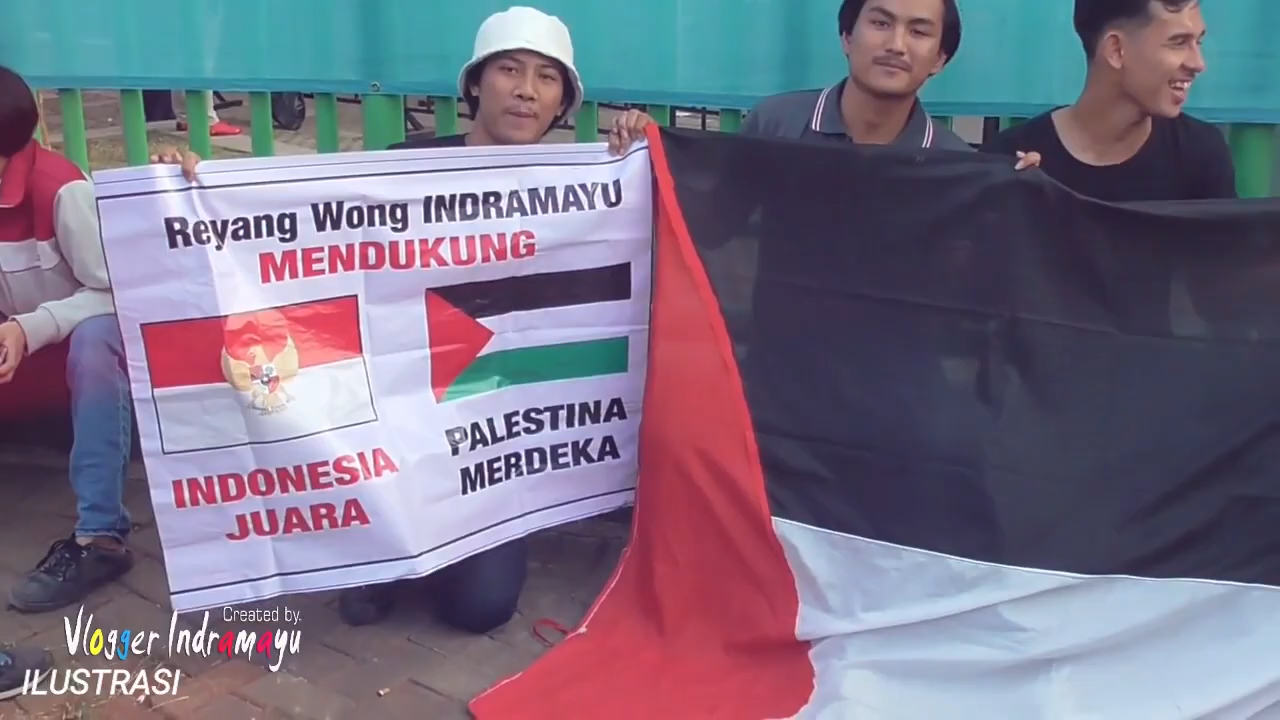 Reyang Wong INDRAMAYU
MENDUKUNG
INDONESIA
JUARA
PALESTINA
MERDEKA
Created by.
Vlogger Indramayu
ILUSTRASI